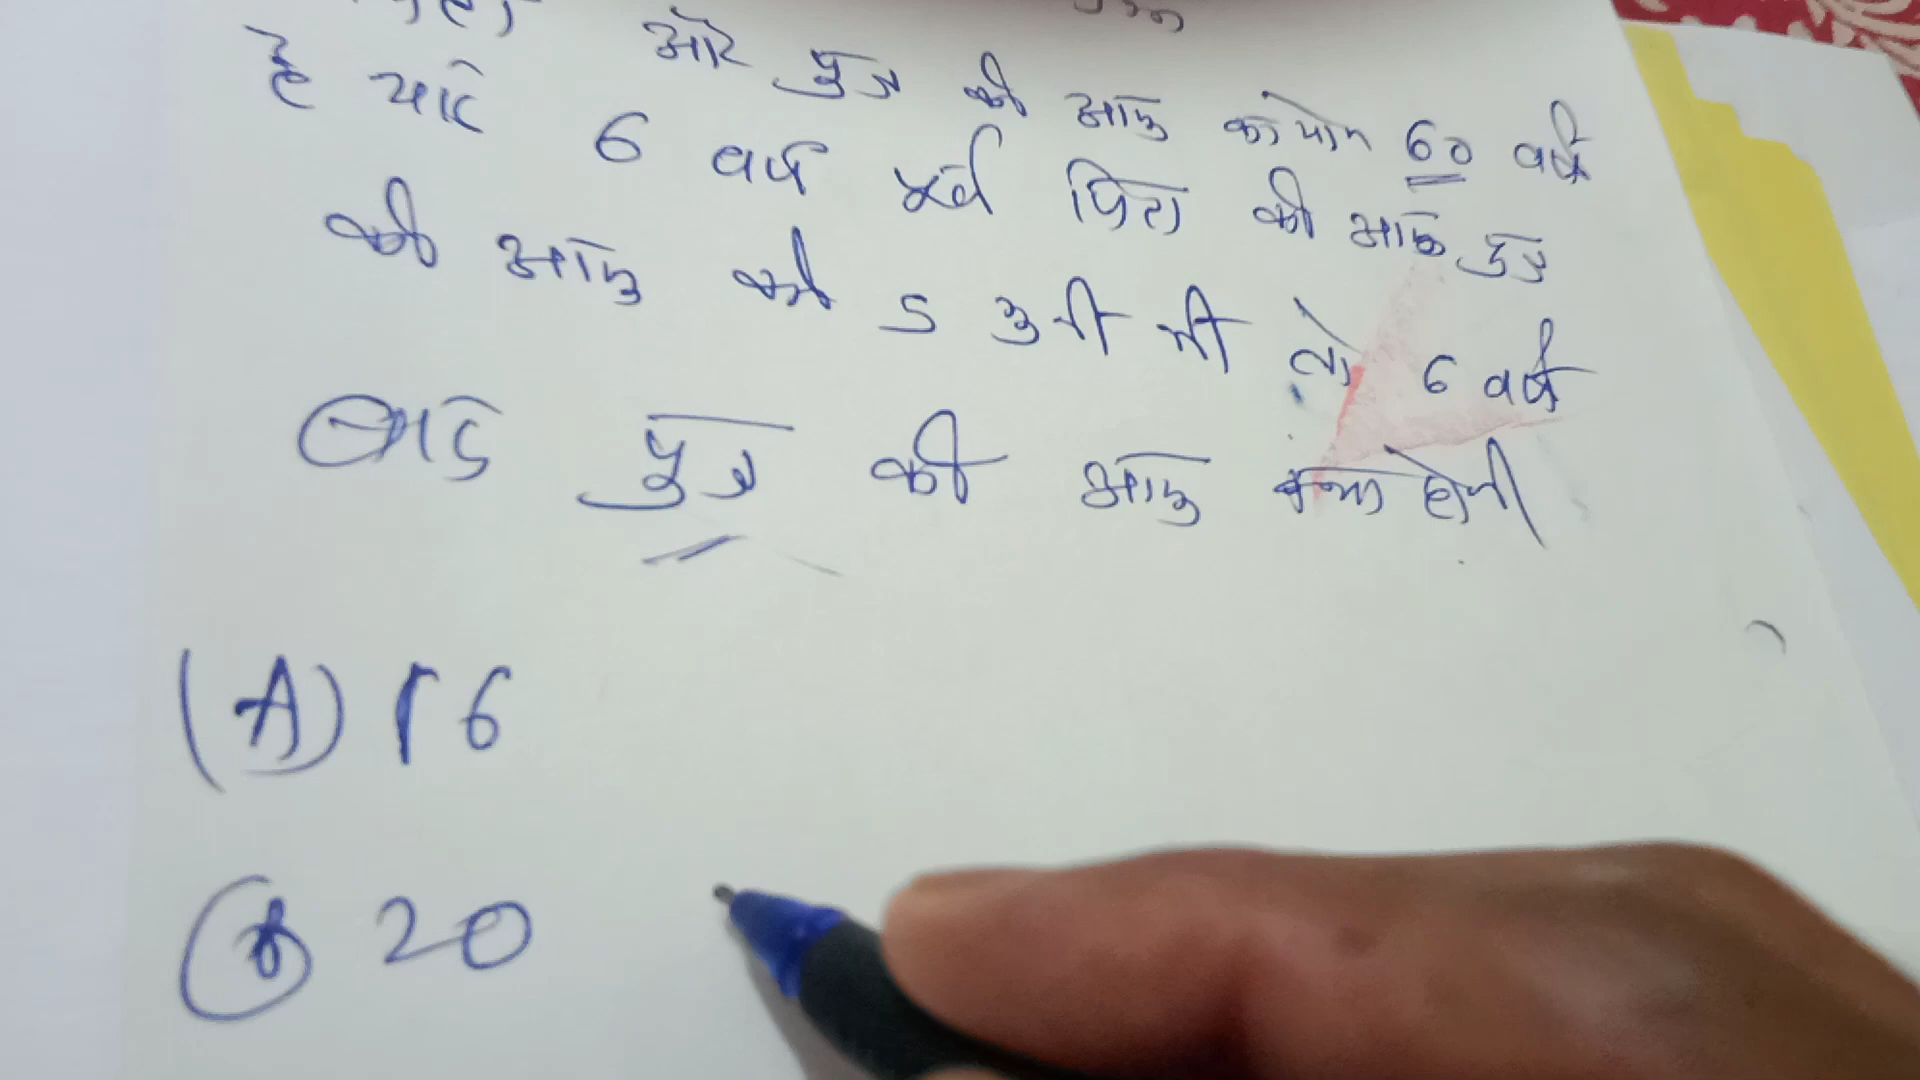 और पुत्र की आयु का योग 60 वर्ष
है यदि 6 वर्ष पूर्व पिता की आयु पुत्र
की आयु की 5 गुनी थी तो 6 वर्ष
बाद पुत्र की आयु क्या होगी
(A) 16
20